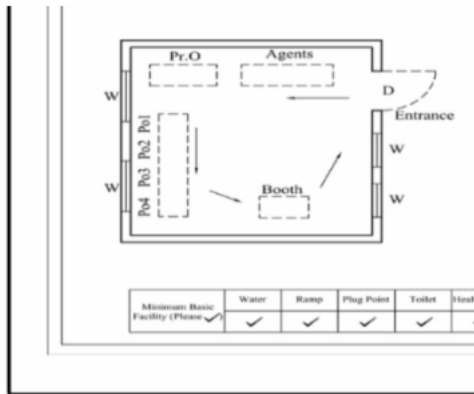 Pr.O
Agents
D
Entrance
W
Po1
Po2
Po3
Po4
W
W
W
Booth
Minimum Basic Facility (Please ✓)
Water
Ramp
Plug Point
Toilet
✓
✓
✓
✓